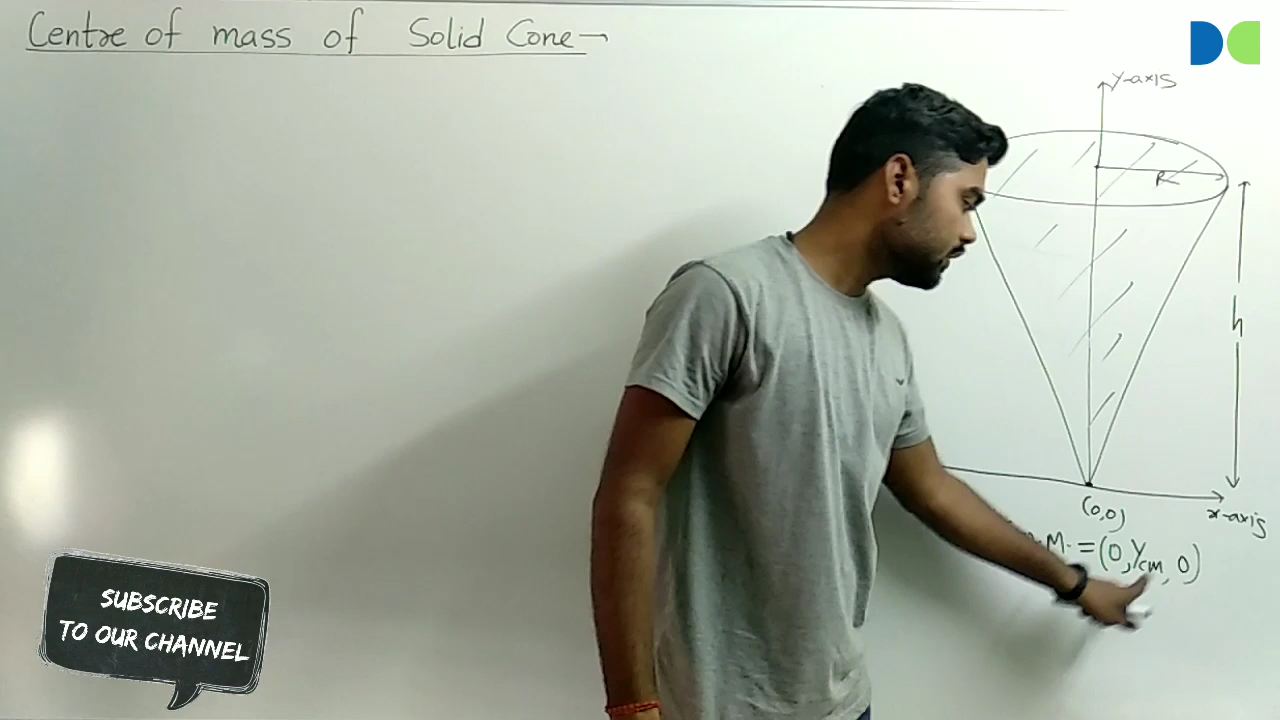 Centre of mass of Solid Cone→
y-axis
R
h
(0,0)
x-axis
M. = (0, Ycm, 0)
SUBSCRIBE
TO OUR CHANNEL